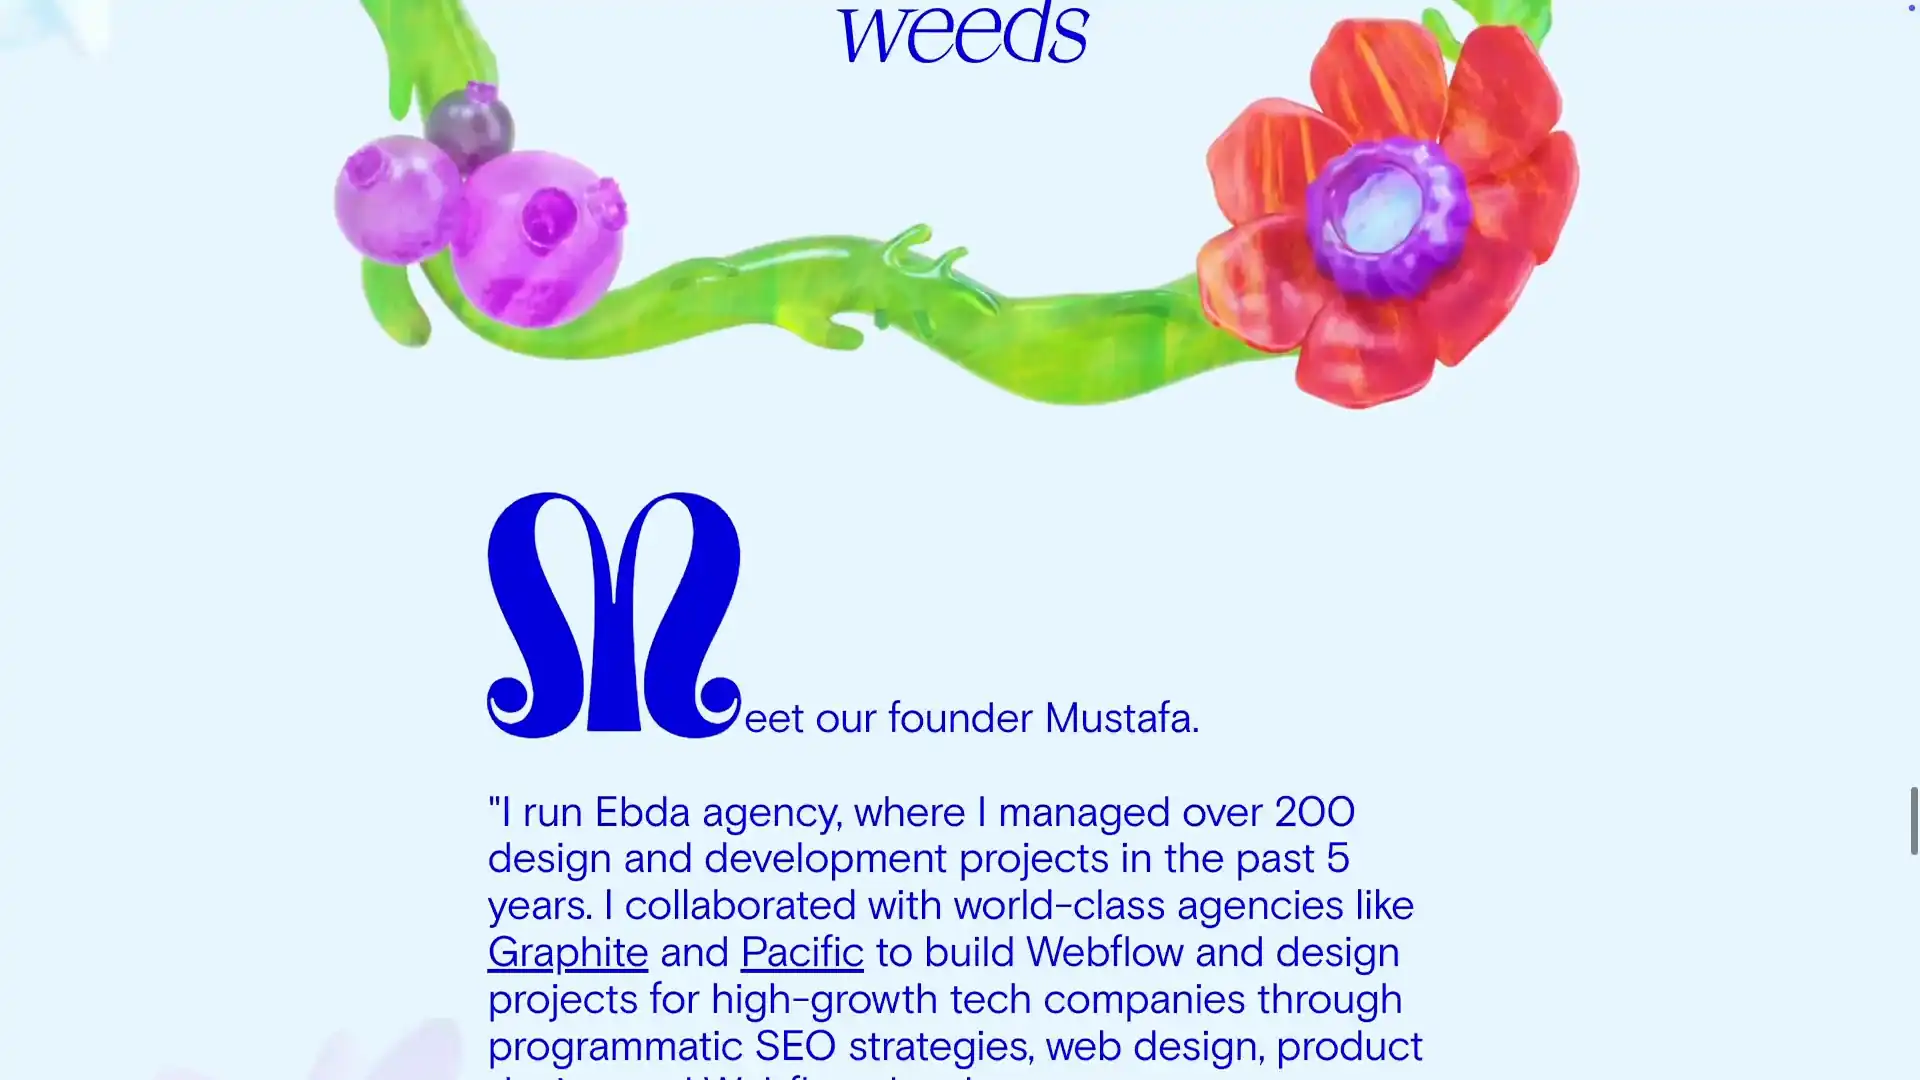 weeds
Meet our founder Mustafa.
"I run Ebda agency, where I managed over 200
design and development projects in the past 5
years. I collaborated with world-class agencies like
Graphite and Pacific to build Webflow and design
projects for high-growth tech companies through
programmatic SEO strategies, web design, product